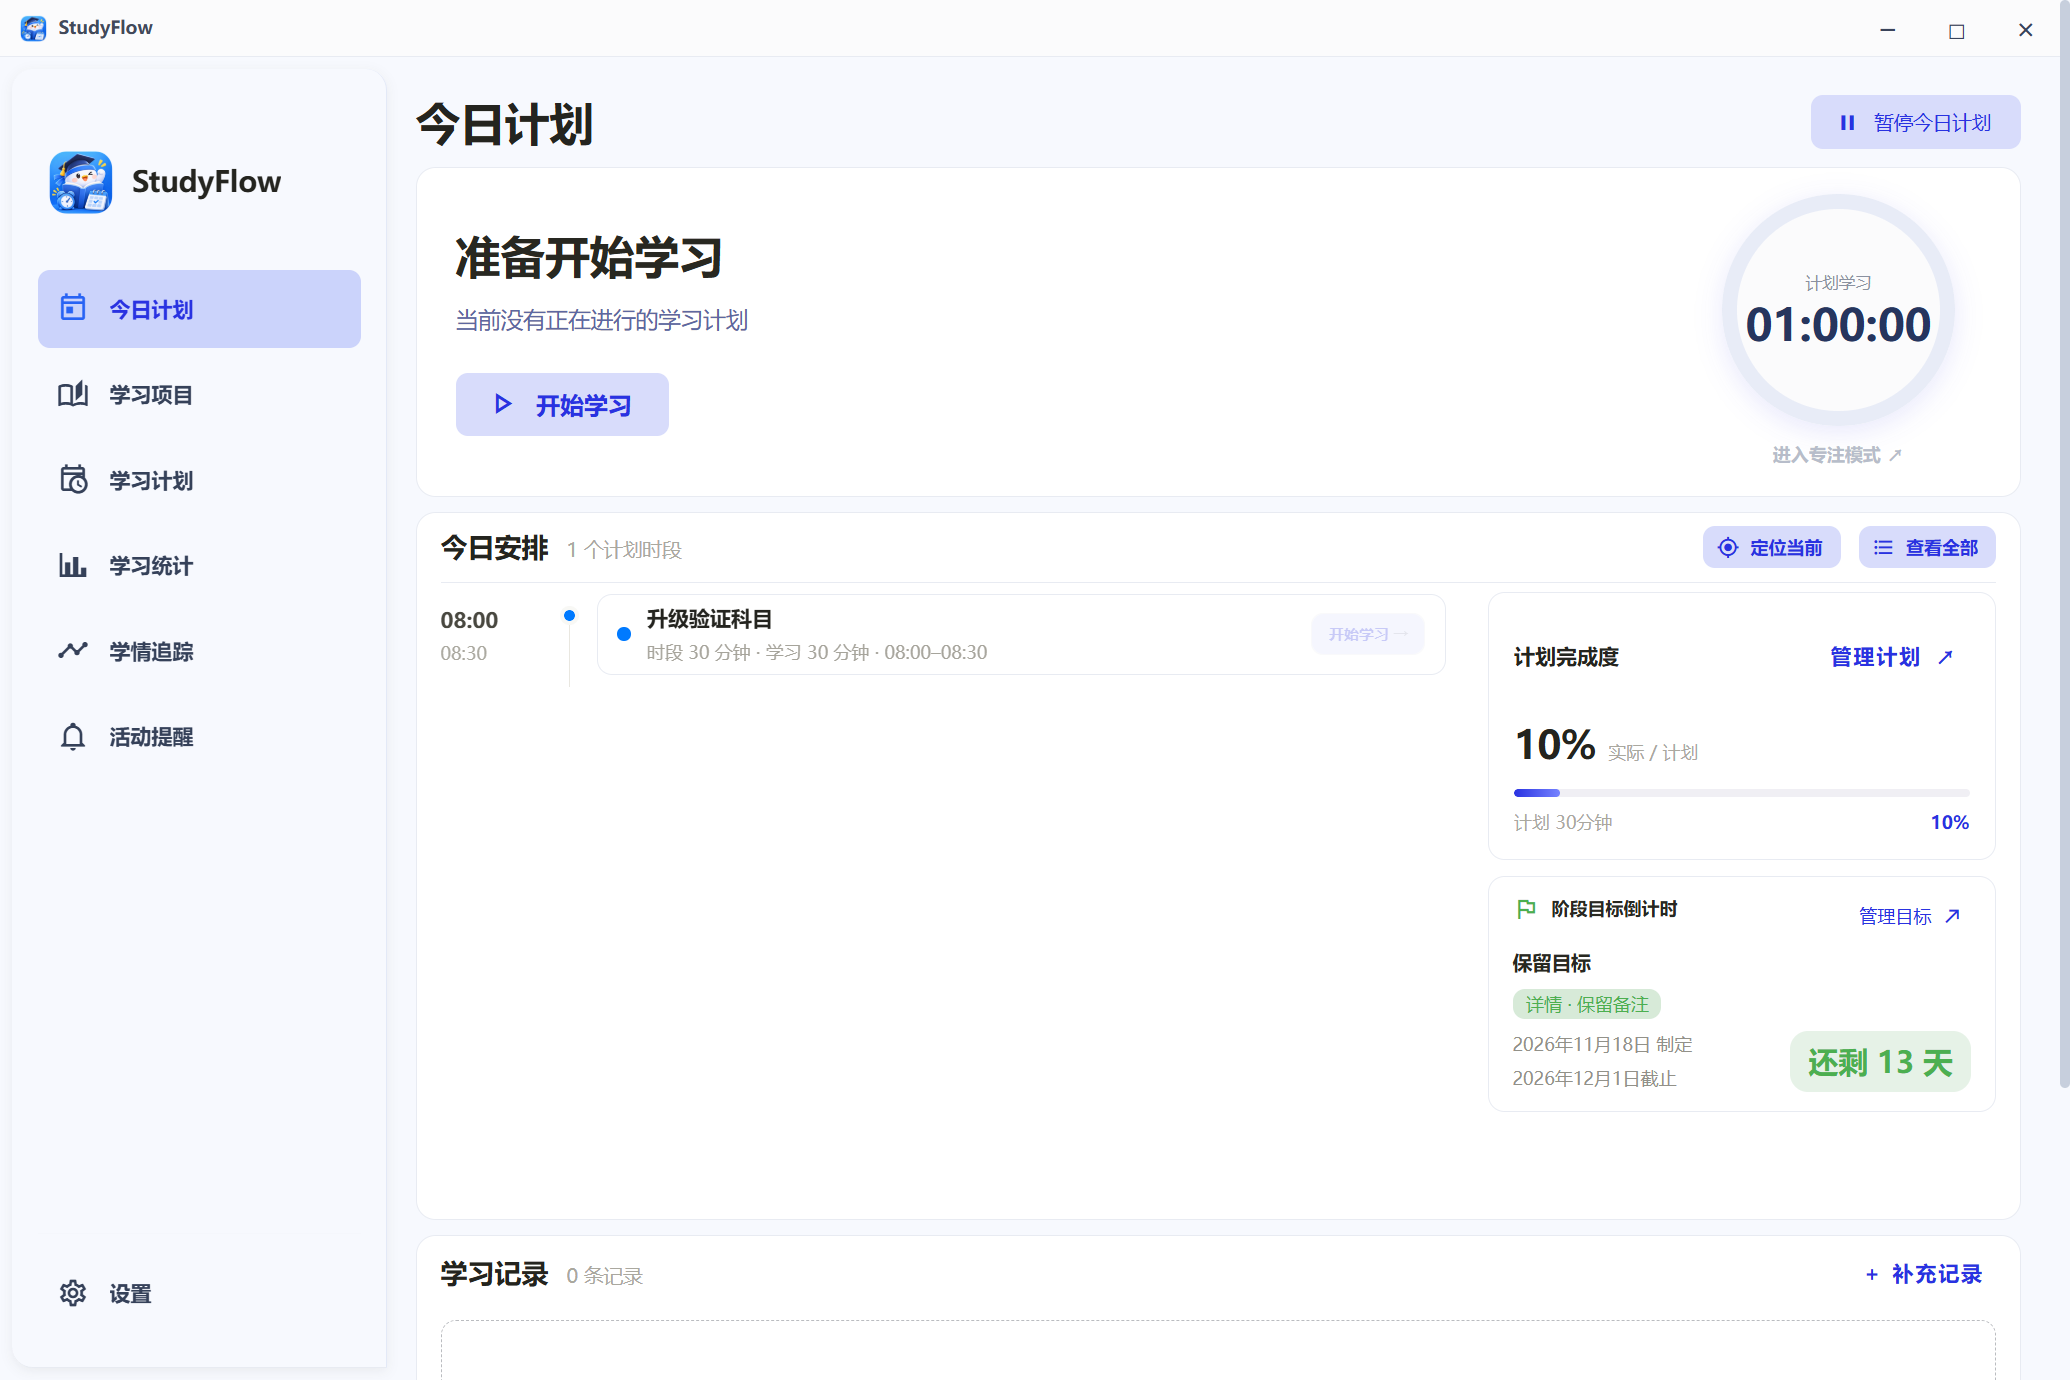 StudyFlow
StudyFlow
今日计划
学习项目
学习计划
学习统计
学情追踪
活动提醒
设置
今日计划
暂停今日计划
准备开始学习
当前没有正在进行的学习计划
开始学习
计划学习
01:00:00
进入专注模式 ↗
今日安排 1 个计划时段
定位当前
查看全部
08:00
08:30
升级验证科目
时段 30 分钟 · 学习 30 分钟 · 08:00–08:30
开始学习 →
计划完成度
管理计划 ↗
10% 实际 / 计划
计划 30分钟
10%
阶段目标倒计时
管理目标 ↗
保留目标
详情 · 保留备注
2026年11月18日 制定
2026年12月1日截止
还剩 13 天
学习记录 0 条记录
+ 补充记录